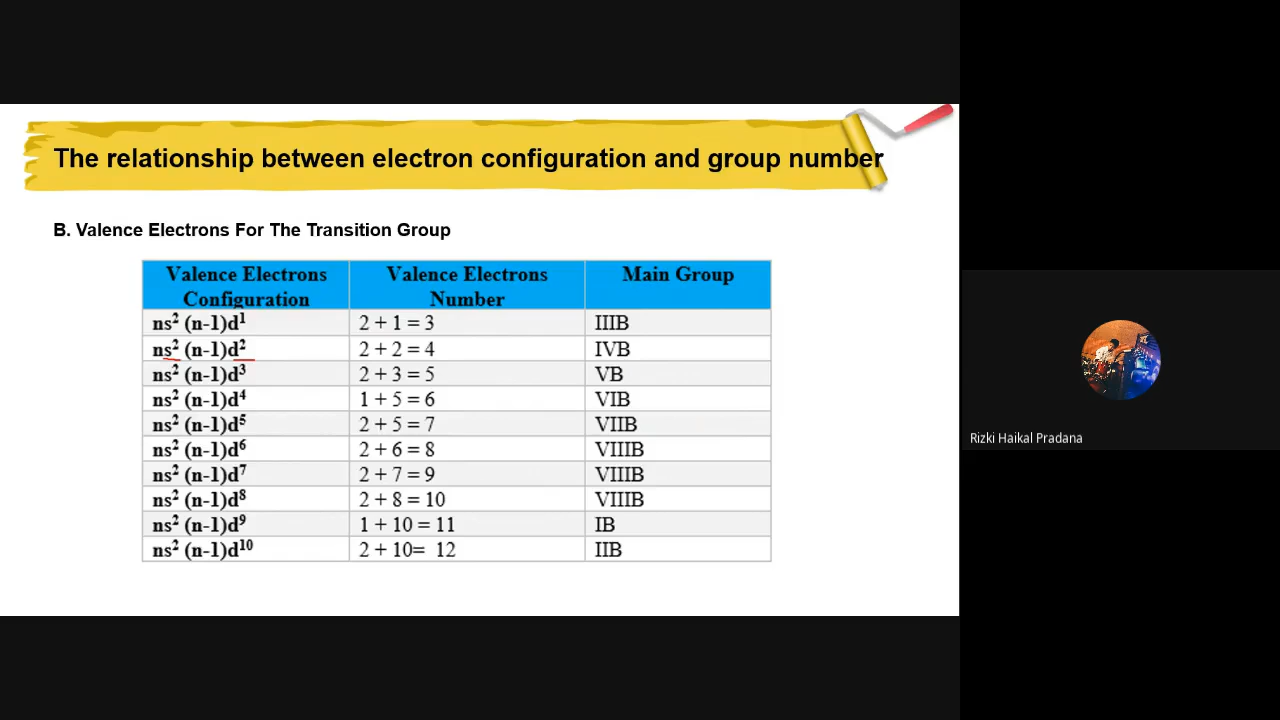 The relationship between electron configuration and group number
B. Valence Electrons For The Transition Group
Valence Electrons Configuration Valence Electrons Number Main Group
ns² (n-1)d¹ 2 + 1 = 3 IIIB
ns² (n-1)d² 2 + 2 = 4 IVB
ns² (n-1)d³ 2 + 3 = 5 VB
ns² (n-1)d⁴ 1 + 5 = 6 VIB
ns² (n-1)d⁵ 2 + 5 = 7 VIIB
ns² (n-1)d⁶ 2 + 6 = 8 VIIIB
ns² (n-1)d⁷ 2 + 7 = 9 VIIIB
ns² (n-1)d⁸ 2 + 8 = 10 VIIIB
ns² (n-1)d⁹ 1 + 10 = 11 IB
ns² (n-1)d¹⁰ 2 + 10= 12 IIB
Rizki Haikal Pradana